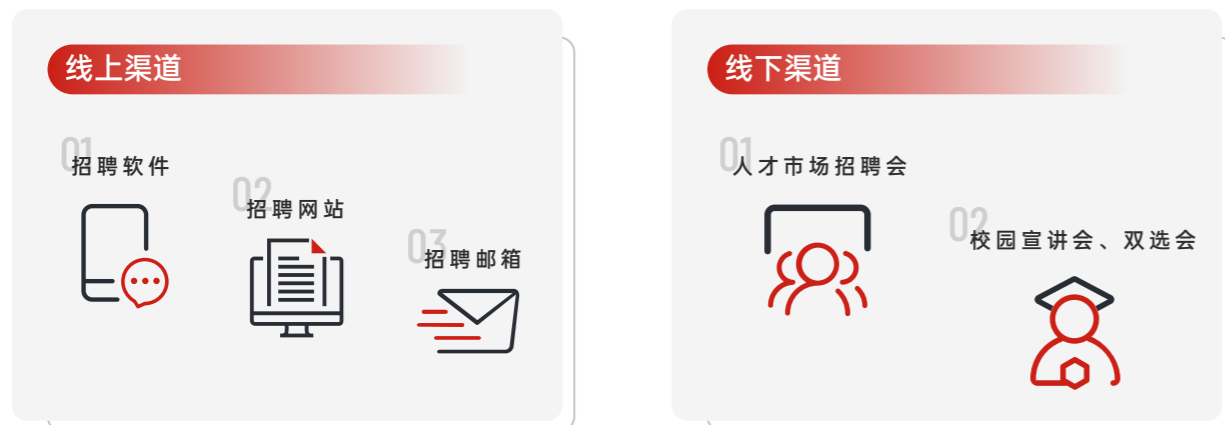 线上渠道
01
招聘软件
02
招聘网站
03
招聘邮箱
线下渠道
01
人才市场招聘会
02
校园宣讲会、双选会